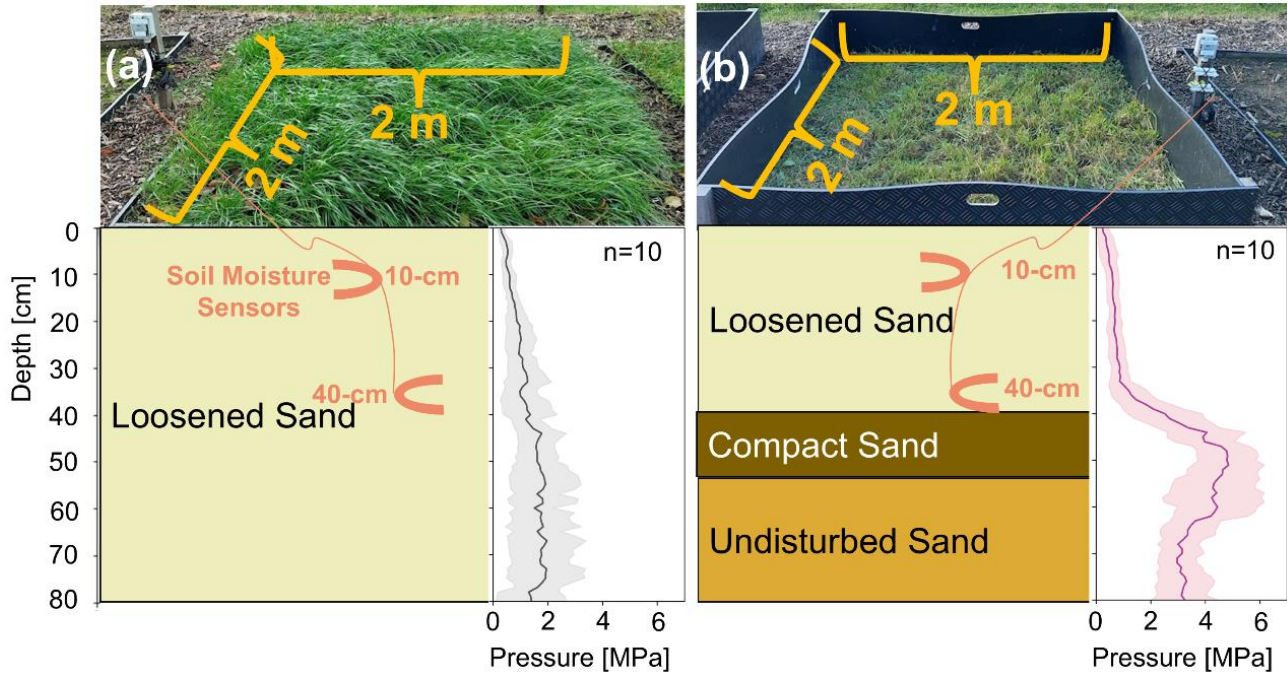 (a)
2 m
2 m
(b)
2 m
2 m
0
10
20
30
40
50
60
70
80
Depth [cm]
Soil Moisture
Sensors
10-cm
40-cm
Loosened Sand
n=10
0
2
4
6
Pressure [MPa]
10-cm
Loosened Sand
40-cm
Compact Sand
Undisturbed Sand
n=10
0
2
4
6
Pressure [MPa]